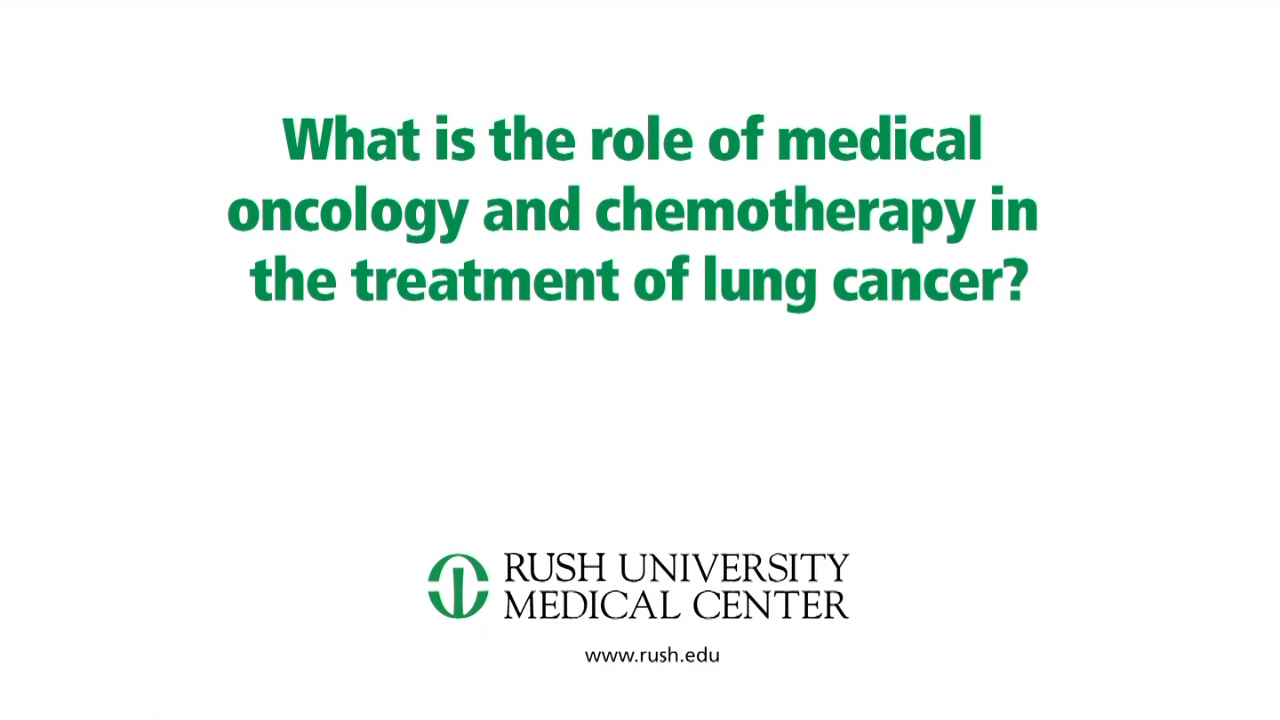 What is the role of medical
oncology and chemotherapy in
the treatment of lung cancer?
RUSH UNIVERSITY
MEDICAL CENTER
www.rush.edu